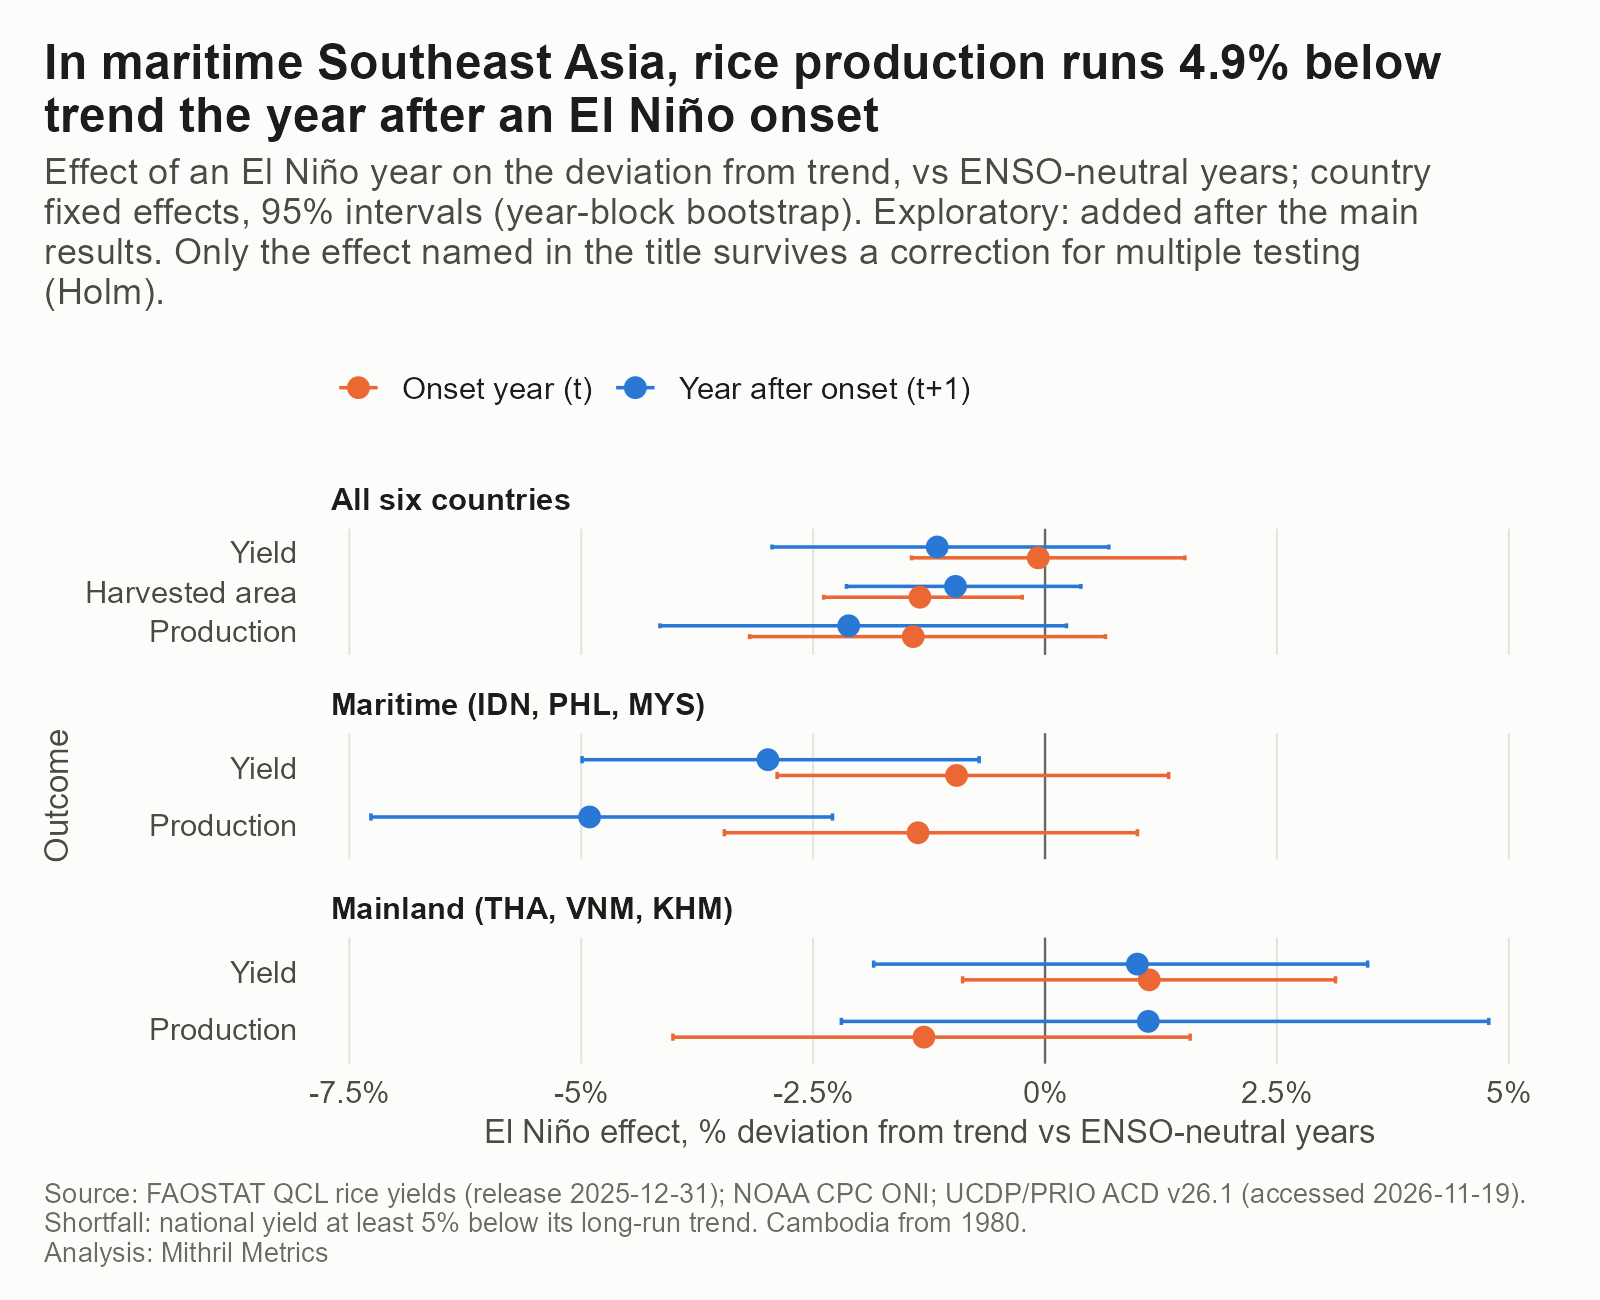 In maritime Southeast Asia, rice production runs 4.9% below
trend the year after an El Niño onset
Effect of an El Niño year on the deviation from trend, vs ENSO-neutral years; country
fixed effects, 95% intervals (year-block bootstrap). Exploratory: added after the main
results. Only the effect named in the title survives a correction for multiple testing
(Holm).
Onset year (t) Year after onset (t+1)
All six countries
Yield
Harvested area
Production
Maritime (IDN, PHL, MYS)
Yield
Production
Outcome
Mainland (THA, VNM, KHM)
Yield
Production
-7.5% -5% -2.5% 0% 2.5% 5%
El Niño effect, % deviation from trend vs ENSO-neutral years
Source: FAOSTAT QCL rice yields (release 2025-12-31); NOAA CPC ONI; UCDP/PRIO ACD v26.1 (accessed 2026-11-19).
Shortfall: national yield at least 5% below its long-run trend. Cambodia from 1980.
Analysis: Mithril Metrics